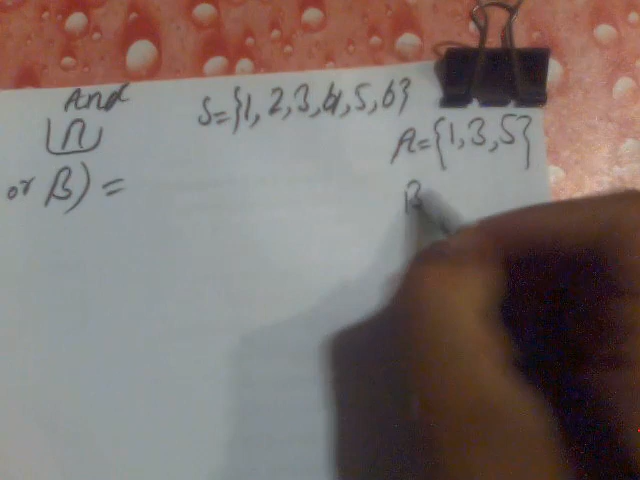 And
∩
S={1, 2, 3, 4, 5, 6}
A={1, 3, 5}
or B) =
B